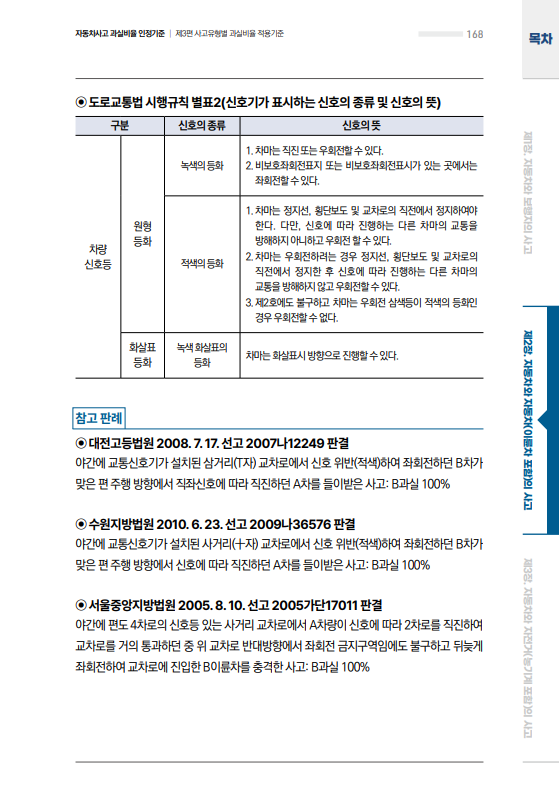 자동차사고 과실비율 인정기준 | 제3편 사고유형별 과실비율 적용기준
168
목차
◉ 도로교통법 시행규칙 별표2(신호기가 표시하는 신호의 종류 및 신호의 뜻)
구분 신호의 종류 신호의 뜻
차량
신호등
원형
등화
녹색의 등화
1. 차마는 직진 또는 우회전할 수 있다.
2. 비보호좌회전표지 또는 비보호좌회전표시가 있는 곳에서는
좌회전할 수 있다.
적색의 등화
1. 차마는 정지선, 횡단보도 및 교차로의 직전에서 정지하여야
한다. 다만, 신호에 따라 진행하는 다른 차마의 교통을
방해하지 아니하고 우회전 할 수 있다.
2. 차마는 우회전하려는 경우 정지선, 횡단보도 및 교차로의
직전에서 정지한 후 신호에 따라 진행하는 다른 차마의
교통을 방해하지 않고 우회전할 수 있다.
3. 제2호에도 불구하고 차마는 우회전 삼색등이 적색의 등화인
경우 우회전할 수 없다.
화살표
등화
녹색 화살표의
등화
차마는 화살표시 방향으로 진행할 수 있다.
참고 판례
◉ 대전고등법원 2008. 7. 17. 선고 2007나12249 판결
야간에 교통신호기가 설치된 삼거리(T자) 교차로에서 신호 위반(적색)하여 좌회전하던 B차가
맞은 편 주행 방향에서 직좌신호에 따라 직진하던 A차를 들이받은 사고: B과실 100%
◉ 수원지방법원 2010. 6. 23. 선고 2009나36576 판결
야간에 교통신호기가 설치된 사거리(十자) 교차로에서 신호 위반(적색)하여 좌회전하던 B차가
맞은 편 주행 방향에서 신호에 따라 직진하던 A차를 들이받은 사고: B과실 100%
◉ 서울중앙지방법원 2005. 8. 10. 선고 2005가단17011 판결
야간에 편도 4차로의 신호등 있는 사거리 교차로에서 A차량이 신호에 따라 2차로를 직진하여
교차로를 거의 통과하던 중 위 교차로 반대방향에서 좌회전 금지구역임에도 불구하고 뒤늦게
좌회전하여 교차로에 진입한 B이륜차를 충격한 사고: B과실 100%
제1장. 자동차와 보행자의 사고
제2장. 자동차와 자동차(이륜차 포함)의 사고
제3장. 자동차와 자전거(농기계 포함)의 사고